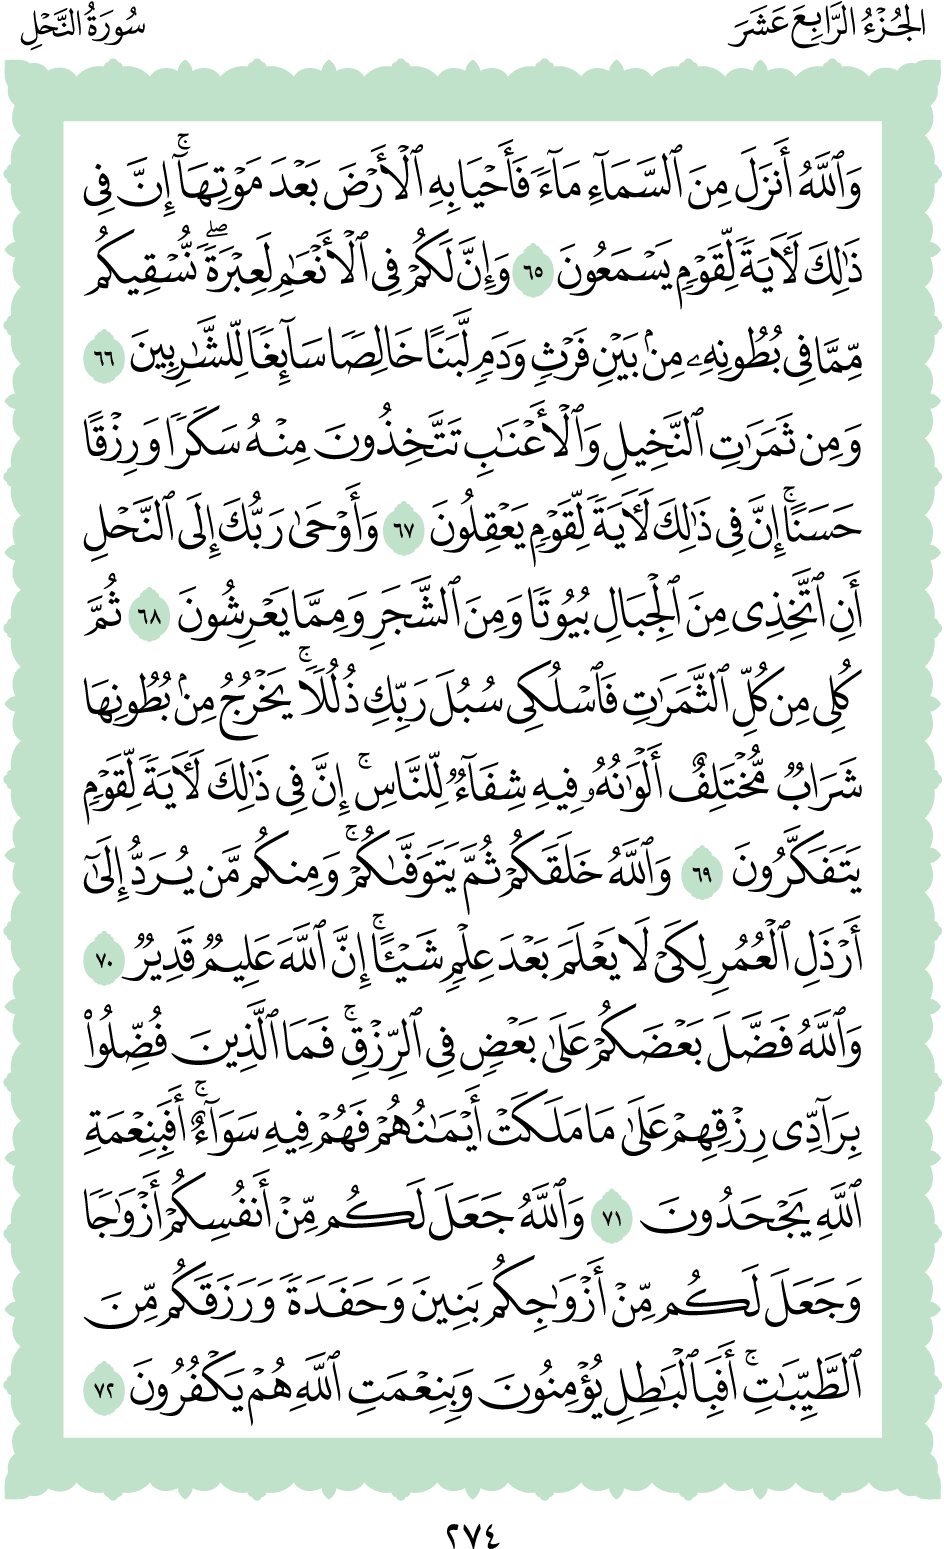 الجُزْءُ الرَّابِعَ عَشَرَ
سُورَةُ النَّحْلِ
وَٱللَّهُ أَنزَلَ مِنَ ٱلسَّمَآءِ مَآءٗ فَأَحۡيَا بِهِ ٱلۡأَرۡضَ بَعۡدَ مَوۡتِهَآۚ إِنَّ فِي
ذَٰلِكَ لَأٓيَةٗ لِّقَوۡمٖ يَسۡمَعُونَ ٦٥ وَإِنَّ لَكُمۡ فِي ٱلۡأَنۡعَٰمِ لَعِبۡرَةٗۖ نُّسۡقِيكُم
مِّمَّا فِي بُطُونِهِۦ مِنۢ بَيۡنِ فَرۡثٖ وَدَمٖ لَّبَنًا خَالِصٗا سَآئِغٗا لِّلشَّٰرِبِينَ ٦٦
وَمِن ثَمَرَٰتِ ٱلنَّخِيلِ وَٱلۡأَعۡنَٰبِ تَتَّخِذُونَ مِنۡهُ سَكَرٗا وَرِزۡقًا
حَسَنًاۚ إِنَّ فِي ذَٰلِكَ لَأٓيَةٗ لِّقَوۡمٖ يَعۡقِلُونَ ٦٧ وَأَوۡحَىٰ رَبُّكَ إِلَى ٱلنَّحۡلِ
أَنِ ٱتَّخِذِي مِنَ ٱلۡجِبَالِ بُيُوتٗا وَمِنَ ٱلشَّجَرِ وَمِمَّا يَعۡرِشُونَ ٦٨ ثُمَّ
كُلِي مِن كُلِّ ٱلثَّمَرَٰتِ فَٱسۡلُكِي سُبُلَ رَبِّكِ ذُلُلٗاۚ يَخۡرُجُ مِنۢ بُطُونِهَا
شَرَابٞ مُّخۡتَلِفٌ أَلۡوَٰنُهُۥ فِيهِ شِفَآءٞ لِّلنَّاسِۚ إِنَّ فِي ذَٰلِكَ لَأٓيَةٗ لِّقَوۡمٖ
يَتَفَكَّرُونَ ٦٩ وَٱللَّهُ خَلَقَكُمۡ ثُمَّ يَتَوَفَّىٰكُمۡۚ وَمِنكُم مَّن يُرَدُّ إِلَىٰٓ
أَرۡذَلِ ٱلۡعُمُرِ لِكَيۡ لَا يَعۡلَمَ بَعۡدَ عِلۡمٖ شَيۡـًٔاۚ إِنَّ ٱللَّهَ عَلِيمٞ قَدِيرٞ ٧٠
وَٱللَّهُ فَضَّلَ بَعۡضَكُمۡ عَلَىٰ بَعۡضٖ فِي ٱلرِّزۡقِۚ فَمَا ٱلَّذِينَ فُضِّلُواْ
بِرَآدِّي رِزۡقِهِمۡ عَلَىٰ مَا مَلَكَتۡ أَيۡمَٰنُهُمۡ فَهُمۡ فِيهِ سَوَآءٌۚ أَفَبِنِعۡمَةِ
ٱللَّهِ يَجۡحَدُونَ ٧١ وَٱللَّهُ جَعَلَ لَكُم مِّنۡ أَنفُسِكُمۡ أَزۡوَٰجٗا
وَجَعَلَ لَكُم مِّنۡ أَزۡوَٰجِكُم بَنِينَ وَحَفَدَةٗ وَرَزَقَكُم مِّنَ
ٱلطَّيِّبَٰتِۚ أَفَبِٱلۡبَٰطِلِ يُؤۡمِنُونَ وَبِنِعۡمَتِ ٱللَّهِ هُمۡ يَكۡفُرُونَ ٧٢
٢٧٤